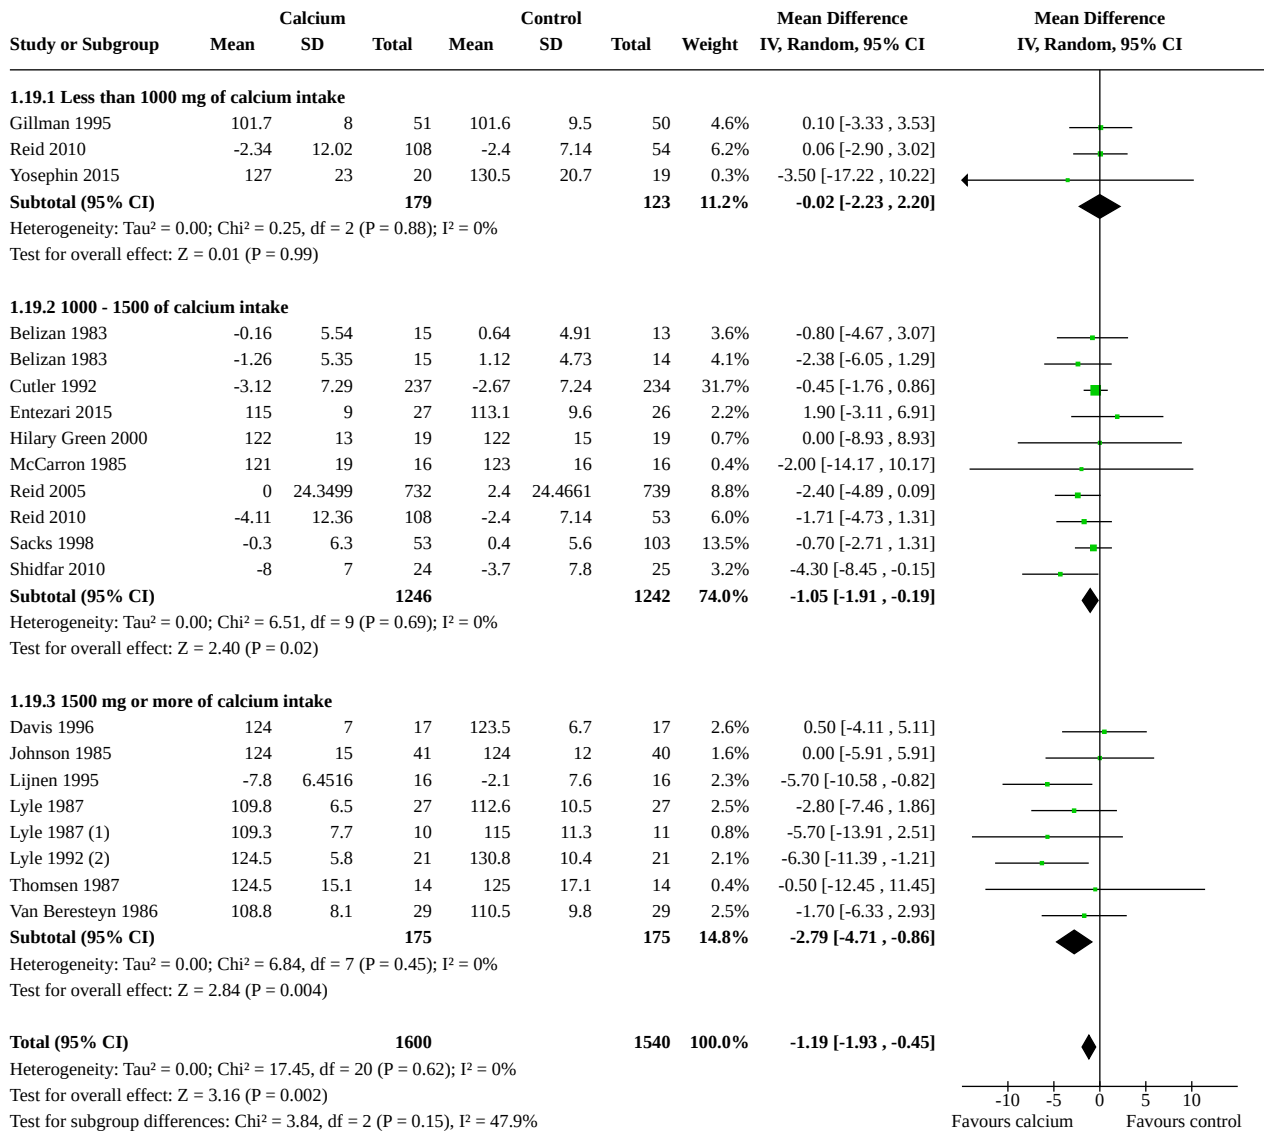 Calcium Control Mean Difference Mean Difference
Study or Subgroup Mean SD Total Mean SD Total Weight IV, Random, 95% CI IV, Random, 95% CI
1.19.1 Less than 1000 mg of calcium intake
Gillman 1995 101.7 8 51 101.6 9.5 50 4.6% 0.10 [-3.33 , 3.53]
Reid 2010 -2.34 12.02 108 -2.4 7.14 54 6.2% 0.06 [-2.90 , 3.02]
Yosephin 2015 127 23 20 130.5 20.7 19 0.3% -3.50 [-17.22 , 10.22]
Subtotal (95% CI) 179 123 11.2% -0.02 [-2.23 , 2.20]
Heterogeneity: Tau² = 0.00; Chi² = 0.25, df = 2 (P = 0.88); I² = 0%
Test for overall effect: Z = 0.01 (P = 0.99)
1.19.2 1000 - 1500 of calcium intake
Belizan 1983 -0.16 5.54 15 0.64 4.91 13 3.6% -0.80 [-4.67 , 3.07]
Belizan 1983 -1.26 5.35 15 1.12 4.73 14 4.1% -2.38 [-6.05 , 1.29]
Cutler 1992 -3.12 7.29 237 -2.67 7.24 234 31.7% -0.45 [-1.76 , 0.86]
Entezari 2015 115 9 27 113.1 9.6 26 2.2% 1.90 [-3.11 , 6.91]
Hilary Green 2000 122 13 19 122 15 19 0.7% 0.00 [-8.93 , 8.93]
McCarron 1985 121 19 16 123 16 16 0.4% -2.00 [-14.17 , 10.17]
Reid 2005 0 24.3499 732 2.4 24.4661 739 8.8% -2.40 [-4.89 , 0.09]
Reid 2010 -4.11 12.36 108 -2.4 7.14 53 6.0% -1.71 [-4.73 , 1.31]
Sacks 1998 -0.3 6.3 53 0.4 5.6 103 13.5% -0.70 [-2.71 , 1.31]
Shidfar 2010 -8 7 24 -3.7 7.8 25 3.2% -4.30 [-8.45 , -0.15]
Subtotal (95% CI) 1246 1242 74.0% -1.05 [-1.91 , -0.19]
Heterogeneity: Tau² = 0.00; Chi² = 6.51, df = 9 (P = 0.69); I² = 0%
Test for overall effect: Z = 2.40 (P = 0.02)
1.19.3 1500 mg or more of calcium intake
Davis 1996 124 7 17 123.5 6.7 17 2.6% 0.50 [-4.11 , 5.11]
Johnson 1985 124 15 41 124 12 40 1.6% 0.00 [-5.91 , 5.91]
Lijnen 1995 -7.8 6.4516 16 -2.1 7.6 16 2.3% -5.70 [-10.58 , -0.82]
Lyle 1987 109.8 6.5 27 112.6 10.5 27 2.5% -2.80 [-7.46 , 1.86]
Lyle 1987 (1) 109.3 7.7 10 115 11.3 11 0.8% -5.70 [-13.91 , 2.51]
Lyle 1992 (2) 124.5 5.8 21 130.8 10.4 21 2.1% -6.30 [-11.39 , -1.21]
Thomsen 1987 124.5 15.1 14 125 17.1 14 0.4% -0.50 [-12.45 , 11.45]
Van Beresteyn 1986 108.8 8.1 29 110.5 9.8 29 2.5% -1.70 [-6.33 , 2.93]
Subtotal (95% CI) 175 175 14.8% -2.79 [-4.71 , -0.86]
Heterogeneity: Tau² = 0.00; Chi² = 6.84, df = 7 (P = 0.45); I² = 0%
Test for overall effect: Z = 2.84 (P = 0.004)
Total (95% CI) 1600 1540 100.0% -1.19 [-1.93 , -0.45]
Heterogeneity: Tau² = 0.00; Chi² = 17.45, df = 20 (P = 0.62); I² = 0%
Test for overall effect: Z = 3.16 (P = 0.002)
-10 -5 0 5 10
Test for subgroup differences: Chi² = 3.84, df = 2 (P = 0.15), I² = 47.9%
Favours calcium Favours control